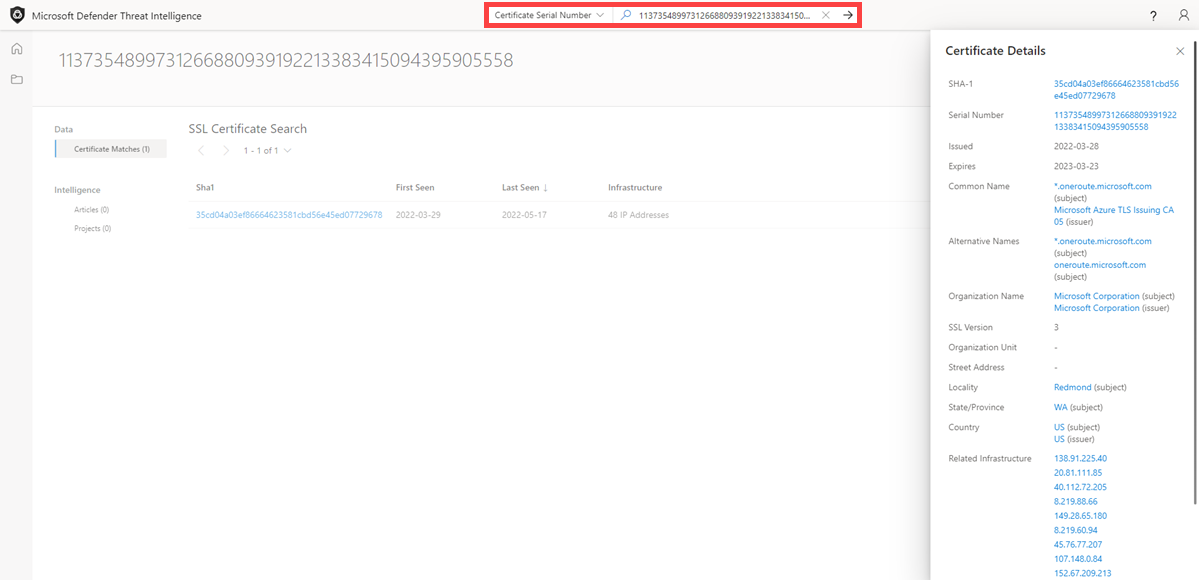 Microsoft Defender Threat Intelligence
Certificate Serial Number
1137354899731266880939192213383​4150...
?
1137354899731266880939192213383415094395905558
Data
Certificate Matches (1)
Intelligence
Articles (0)
Projects (0)
SSL Certificate Search
1 - 1 of 1
Sha1 First Seen Last Seen ↓ Infrastructure
35cd04a03ef86664623581cbd56e45ed07729678 2022-03-29 2022-05-17 48 IP Addresses
Certificate Details
SHA-1 35cd04a03ef86664623581cbd56
e45ed07729678
Serial Number 11373548997312668809391922
13383415094395905558
Issued 2022-03-28
Expires 2023-03-23
Common Name *.oneroute.microsoft.com
(subject)
Microsoft Azure TLS Issuing CA
05 (issuer)
Alternative Names *.oneroute.microsoft.com
(subject)
oneroute.microsoft.com
(subject)
Organization Name Microsoft Corporation (subject)
Microsoft Corporation (issuer)
SSL Version 3
Organization Unit -
Street Address -
Locality Redmond (subject)
State/Province WA (subject)
Country US (subject)
US (issuer)
Related Infrastructure 138.91.225.40
20.81.111.85
40.112.72.205
8.219.88.66
149.28.65.180
8.219.60.94
45.76.77.207
107.148.0.84
152.67.209.213